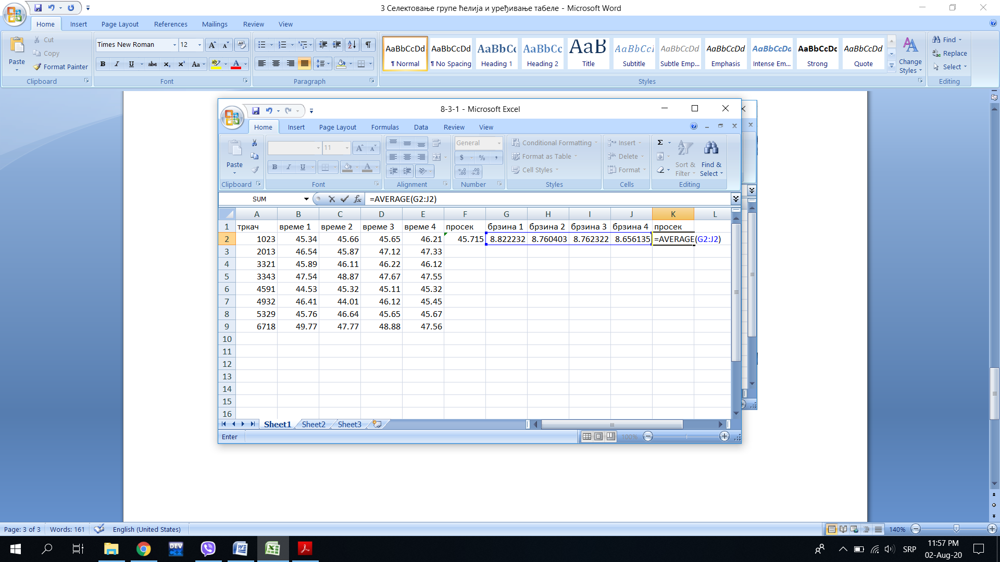 3 Селектовање групе ћелија и уређивање табеле - Microsoft Word
Home Insert Page Layout References Mailings Review View
Paste Cut Copy Format Painter
Clipboard
Times New Roman 12
B I U abc x₂ x² Aa
Font
Paragraph
AaBbCcDd AaBbCcDd AaBbCc AaBbCc AaB AaBbCcI AaBbCcDd AaBbCcDd AaBbCcDd AaBbCcDc AaBbCcDd
¶ Normal ¶ No Spacing Heading 1 Heading 2 Title Subtitle Subtle Emp... Emphasis Intense Em... Strong Quote
Change Styles
Styles
Find
Replace
Select
Editing
8-3-1 - Microsoft Excel
Home Insert Page Layout Formulas Data Review View
Paste
Clipboard
11
B I U
Font
Alignment
General
$ % ,
Number
Conditional Formatting
Format as Table
Cell Styles
Styles
Insert
Delete
Format
Cells
Σ
Sort & Filter
Find & Select
Editing
SUM fx =AVERAGE(G2:J2)
A B C D E F G H I J K L
1 тркач време 1 време 2 време 3 време 4 просек брзина 1 брзина 2 брзина 3 брзина 4 просек
2 1023 45.34 45.66 45.65 46.21 45.715 8.822232 8.760403 8.762322 8.656135 =AVERAGE(G2:J2)
3 2013 46.54 45.87 47.12 47.33
4 3321 45.89 46.11 46.22 46.12
5 3343 47.54 48.87 47.67 47.55
6 4591 44.53 45.32 45.11 45.32
7 4932 46.41 44.01 46.12 45.45
8 5329 45.76 46.64 45.65 45.67
9 6718 49.77 47.77 48.88 47.56
10
11
12
13
14
15
16
Sheet1 Sheet2 Sheet3
Enter 100%
Page: 3 of 3 Words: 161 English (United States) 140%
DEV
SRP
11:57 PM
02-Aug-20